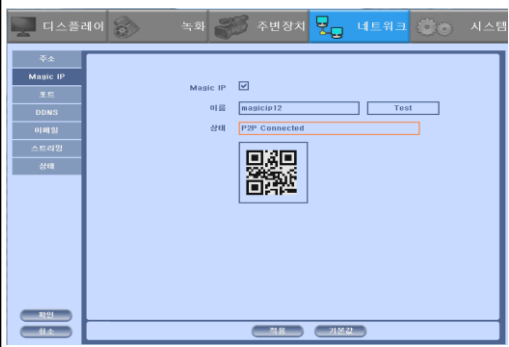 디스플레이 녹화 주변장치 네트워크 시스템
주소
Magic IP
포트
DDNS
이메일
스트리밍
상태
Magic IP
이름 magicip12 Test
상태 P2P Connected
확인
취소
적용 기본값